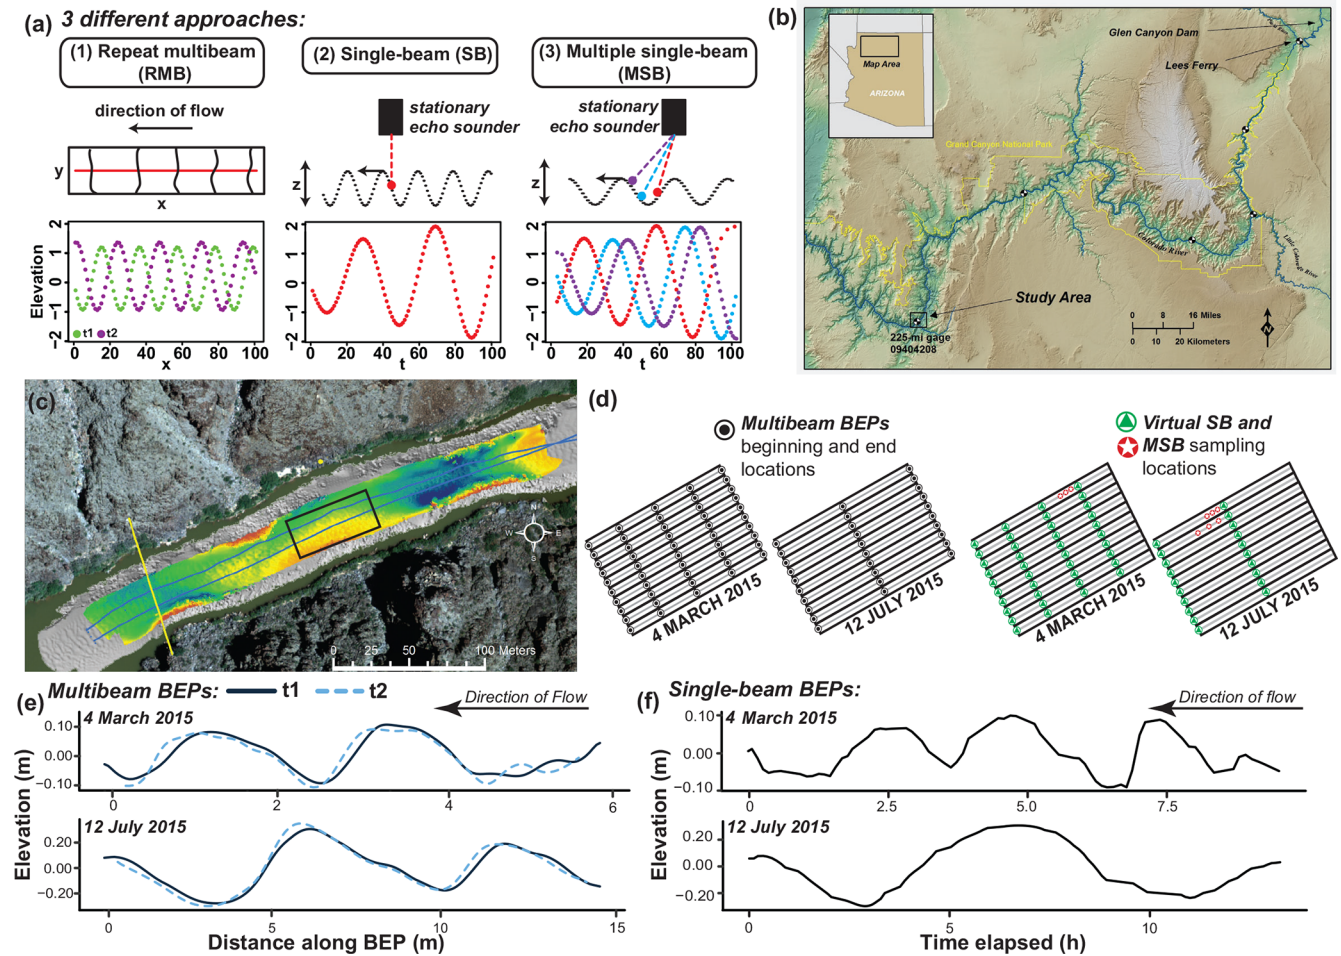 (a) 3 different approaches:
(1) Repeat multibeam
(RMB)
direction of flow
y
x
2
1
0
−1
−2
Elevation
t1 t2
0 20 40 60 80 100
x
(2) Single-beam (SB)
stationary
echo sounder
z
2
1
0
−1
−2
0 20 40 60 80 100
t
(3) Multiple single-beam
(MSB)
stationary
echo sounder
z
2
1
0
−1
−2
0 20 40 60 80 100
t
(b)
Map Area
ARIZONA
Glen Canyon Dam
Lees Ferry
Grand Canyon National Park
Colorado River
Little Colorado River
Study Area
225-mi gage
09404208
0 8 16 Miles
0 10 20 Kilometers
N
(c)
N
W E
S
0 25 50 100 Meters
(d)
Multibeam BEPs
beginning and end
locations
4 MARCH 2015
12 JULY 2015
Virtual SB and
MSB sampling
locations
4 MARCH 2015
12 JULY 2015
(e) Multibeam BEPs: t1 t2
Direction of Flow
4 March 2015
0.10
0.00
−0.10
0 2 4 6
12 July 2015
0.20
0.00
−0.20
0 5 10 15
Elevation (m)
Distance along BEP (m)
(f) Single-beam BEPs:
Direction of flow
4 March 2015
0.10
0.00
−0.10
0 2.5 5.0 7.5
12 July 2015
0.20
0.00
−0.20
0 5 10
Elevation (m)
Time elapsed (h)